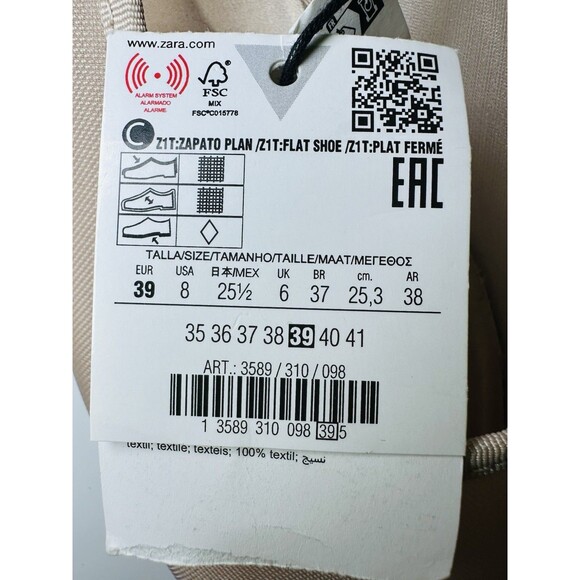 www.zara.com
ALARM SYSTEM
ALARMADO
ALARME.
FSC
MIX
FSC®C015778
C Z1T:ZAPATO PLAN /Z1T:FLAT SHOE /Z1T:PLAT FERMÉ
EAC
TALLA/SIZE/TAMANHO/TAILLE/MAAT/ΜΕΓΕΘΟΣ
EUR USA 日本/MEX UK BR cm. AR
39 8 25½ 6 37 25,3 38
35 36 37 38 39 40 41
ART.: 3589 / 310 / 098
1 3589 310 098 39 5
textil; textile; texteis; 100% textil; نسيج;